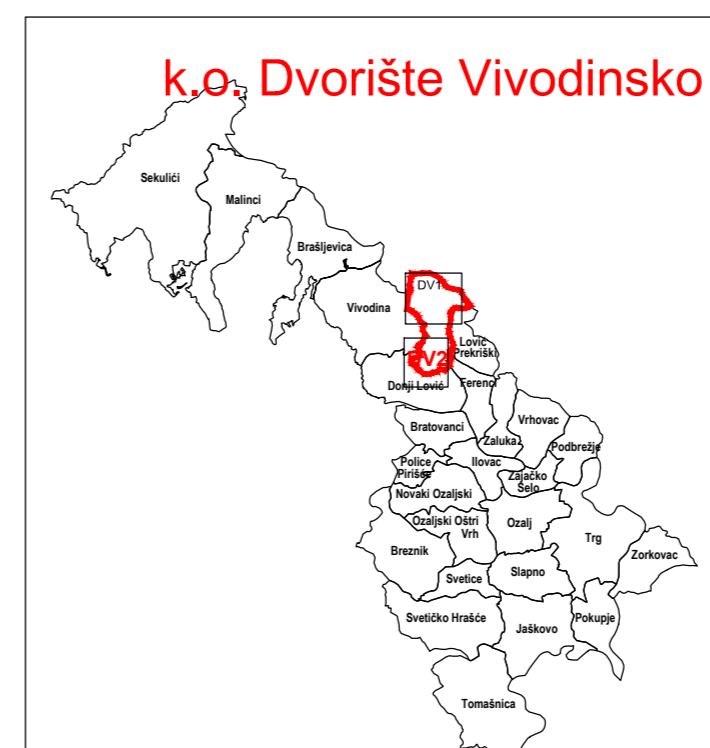 k.o. Dvorište Vivodinsko
Sekulići
Malinci
Brašljevica
Vivodina
DV1
Lović
Prekriški
DV2
Donji Lović
Ferenci
Bratovanci
Vrhovac
Zaluka
Podbrežje
Police
Pirišće
Ilovac
Zajačko
Selo
Novaki Ozaljski
Ozaljski Oštri
Vrh
Ozalj
Trg
Breznik
Zorkovac
Svetice
Slapno
Svetičko Hrašće
Jaškovo
Pokupje
Tomašnica